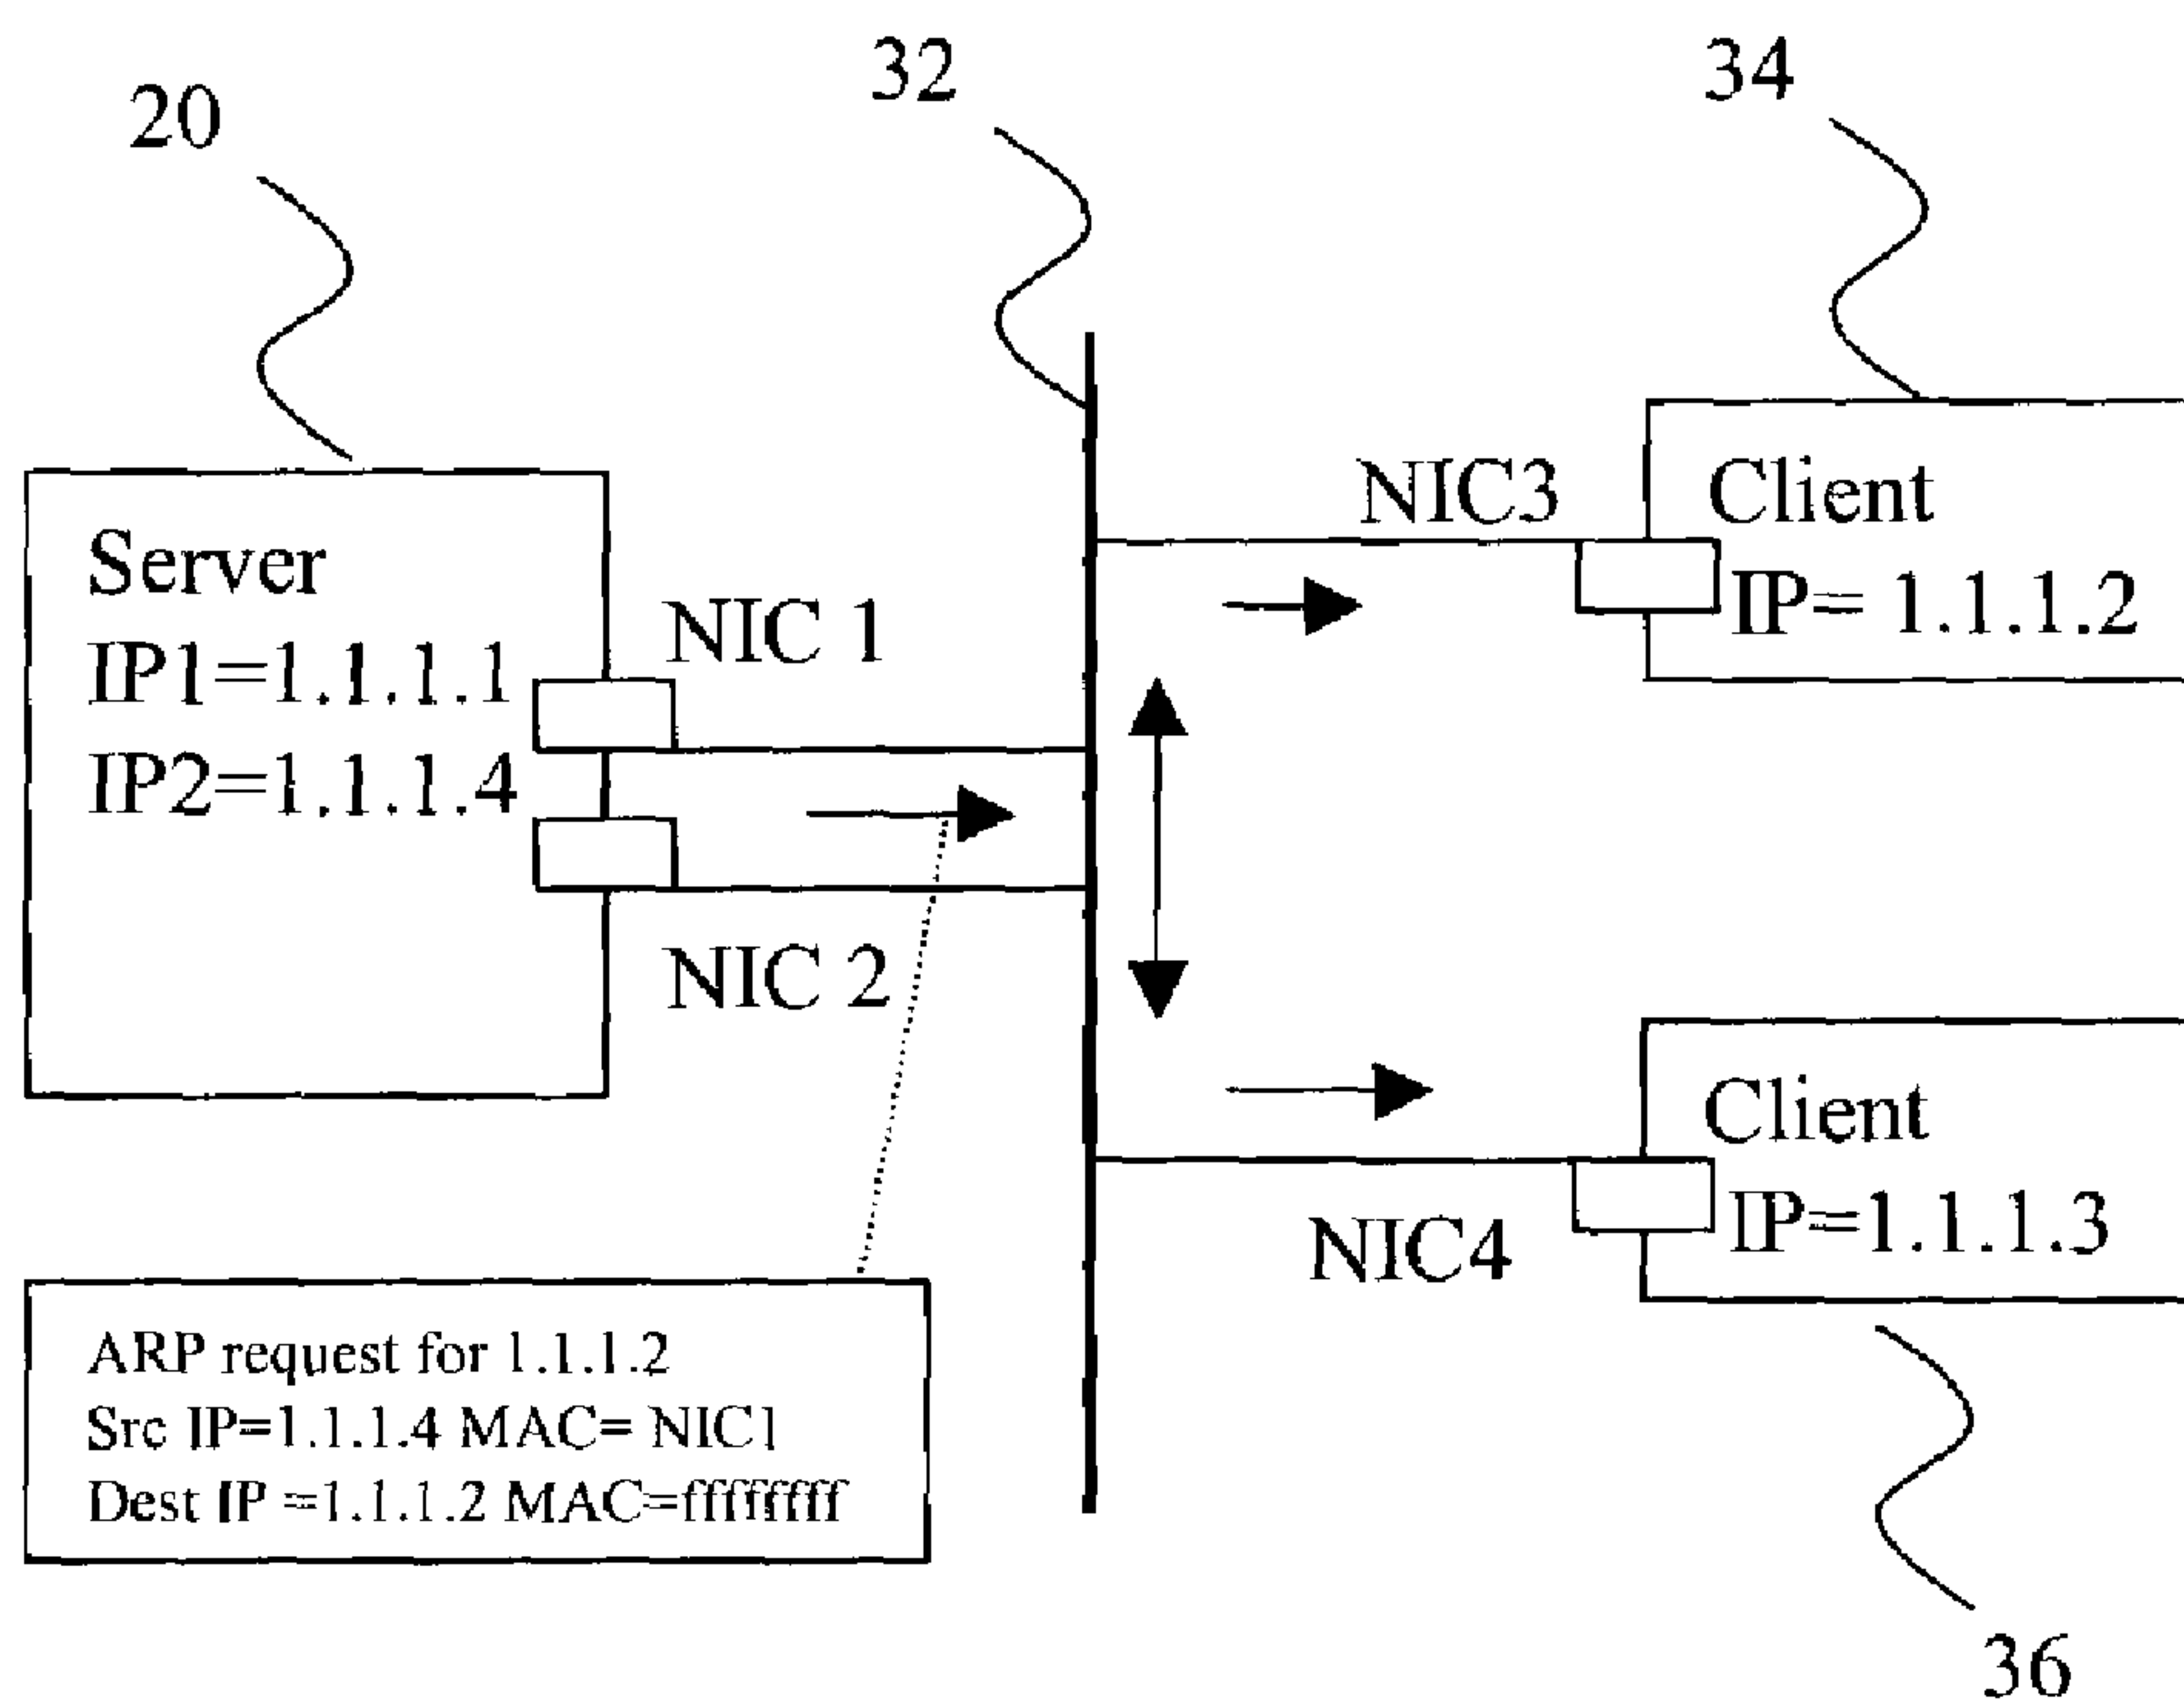 20
32
34
Server
IP1=1.1.1.1
IP2=1.1.1.4
NIC 1
NIC 2
NIC3
Client
IP= 1.1.1.2
Client
IP=1.1.1.3
NIC4
ARP request for 1.1.1.2
Src IP=1.1.1.4 MAC= NIC1
Dest IP =1.1.1.2 MAC=ffffffff
36